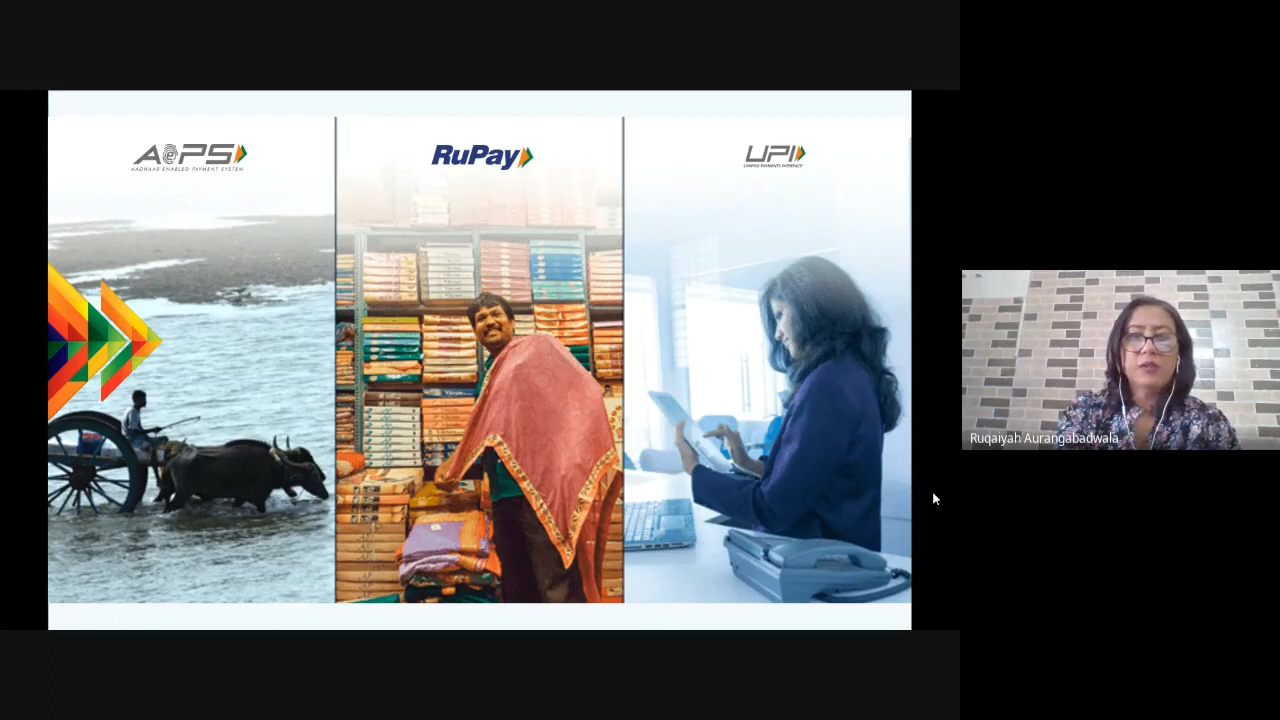 AePS
AADHAAR ENABLED PAYMENT SYSTEM
RuPay
UPI
UNIFIED PAYMENTS INTERFACE
Ruqaiyah Aurangabadwala